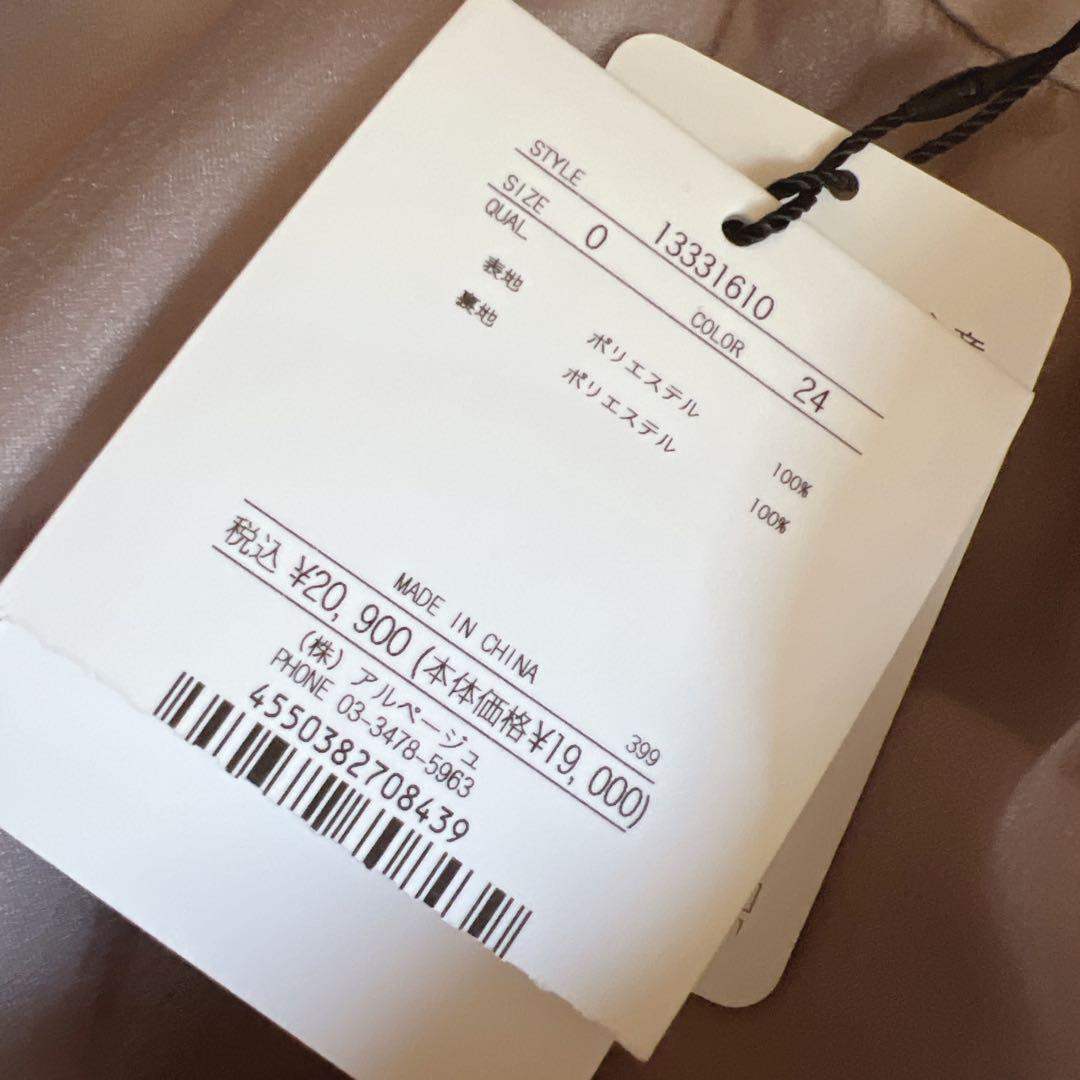 STYLE 13331610
SIZE 0 COLOR 24
QUAL
表地 ポリエステル 100%
裏地 ポリエステル 100%
MADE IN CHINA 399
税込 ¥20,900(本体価格¥19,000)
(株) アルページュ
PHONE 03-3478-5963
4550382708439